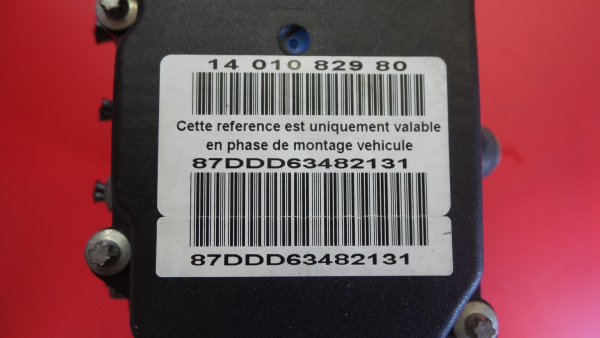 14 010 829 80
Cette reference est uniquement valable
en phase de montage vehicule
87DDD63482131
87DDD63482131